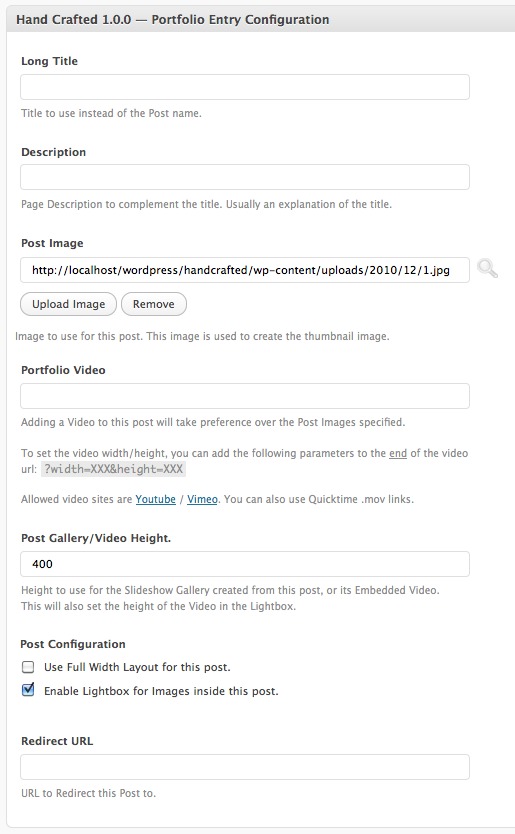 Hand Crafted 1.0.0 — Portfolio Entry Configuration
Long Title
Title to use instead of the Post name.
Description
Page Description to complement the title. Usually an explanation of the title.
Post Image
http://localhost/wordpress/handcrafted/wp-content/uploads/2010/12/1.jpg
Upload Image Remove
Image to use for this post. This image is used to create the thumbnail image.
Portfolio Video
Adding a Video to this post will take preference over the Post Images specified.
To set the video width/height, you can add the following parameters to the end of the video
url: ?width=XXX&height=XXX
Allowed video sites are Youtube / Vimeo. You can also use Quicktime .mov links.
Post Gallery/Video Height.
400
Height to use for the Slideshow Gallery created from this post, or its Embedded Video.
This will also set the height of the Video in the Lightbox.
Post Configuration
Use Full Width Layout for this post.
Enable Lightbox for Images inside this post.
Redirect URL
URL to Redirect this Post to.